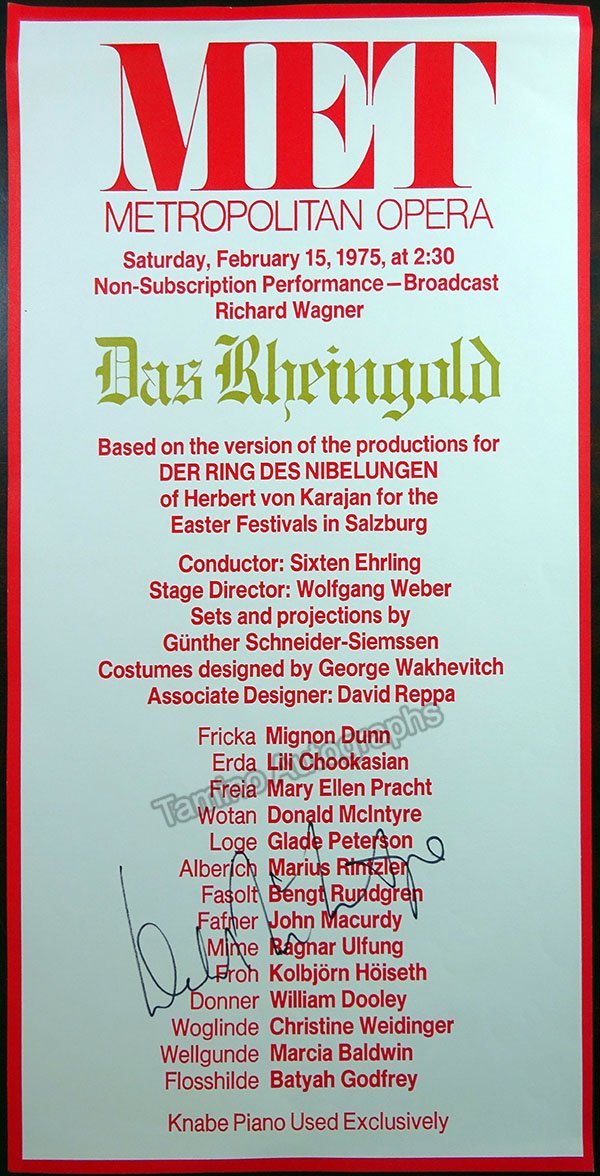 MET
METROPOLITAN OPERA
Saturday, February 15, 1975, at 2:30
Non-Subscription Performance—Broadcast
Richard Wagner
Das Rheingold
Based on the version of the productions for
DER RING DES NIBELUNGEN
of Herbert von Karajan for the
Easter Festivals in Salzburg
Conductor: Sixten Ehrling
Stage Director: Wolfgang Weber
Sets and projections by
Günther Schneider-Siemssen
Costumes designed by George Wakhevitch
Associate Designer: David Reppa
Fricka Mignon Dunn
Erda Lili Chookasian
Freia Mary Ellen Pracht
Wotan Donald McIntyre
Loge Glade Peterson
Alberich Marius Rintzler
Fasolt Bengt Rundgren
Fafner John Macurdy
Mime Ragnar Ulfung
Froh Kolbjörn Höiseth
Donner William Dooley
Woglinde Christine Weidinger
Wellgunde Marcia Baldwin
Flosshilde Batyah Godfrey
Knabe Piano Used Exclusively
Tamino Autographs